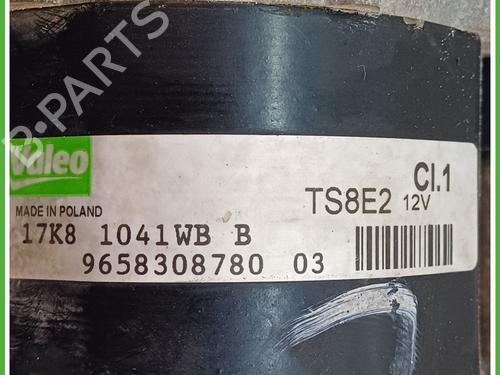 B-PARTS
Valeo
MADE IN POLAND
TS8E2 12V Cl.1
17K8 1041WB B
9658308780 03